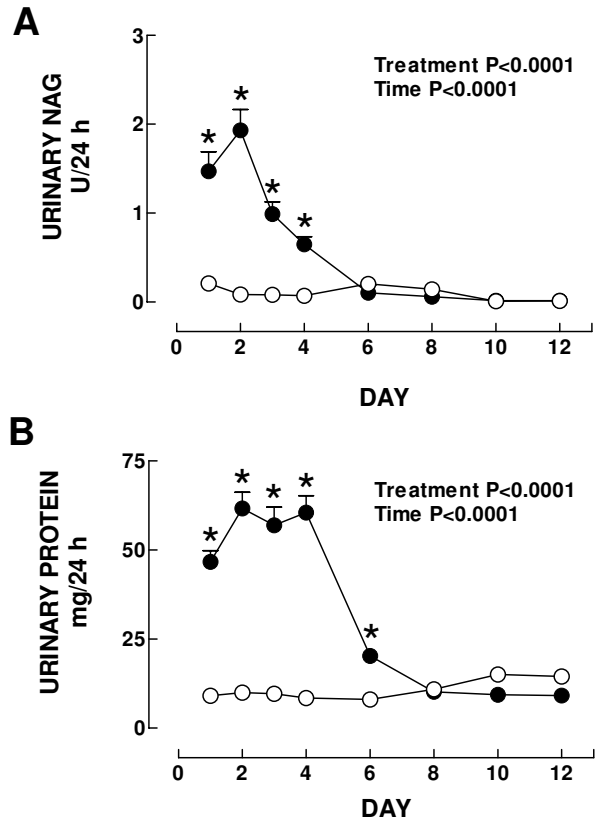 A
3
Treatment P<0.0001
Time P<0.0001
*
2
*
URINARY NAG
U/24 h
*
1
*
0
0 2 4 6 8 10 12
DAY
B
75
*
*
*
Treatment P<0.0001
Time P<0.0001
*
50
URINARY PROTEIN
mg/24 h
25
*
0
0 2 4 6 8 10 12
DAY